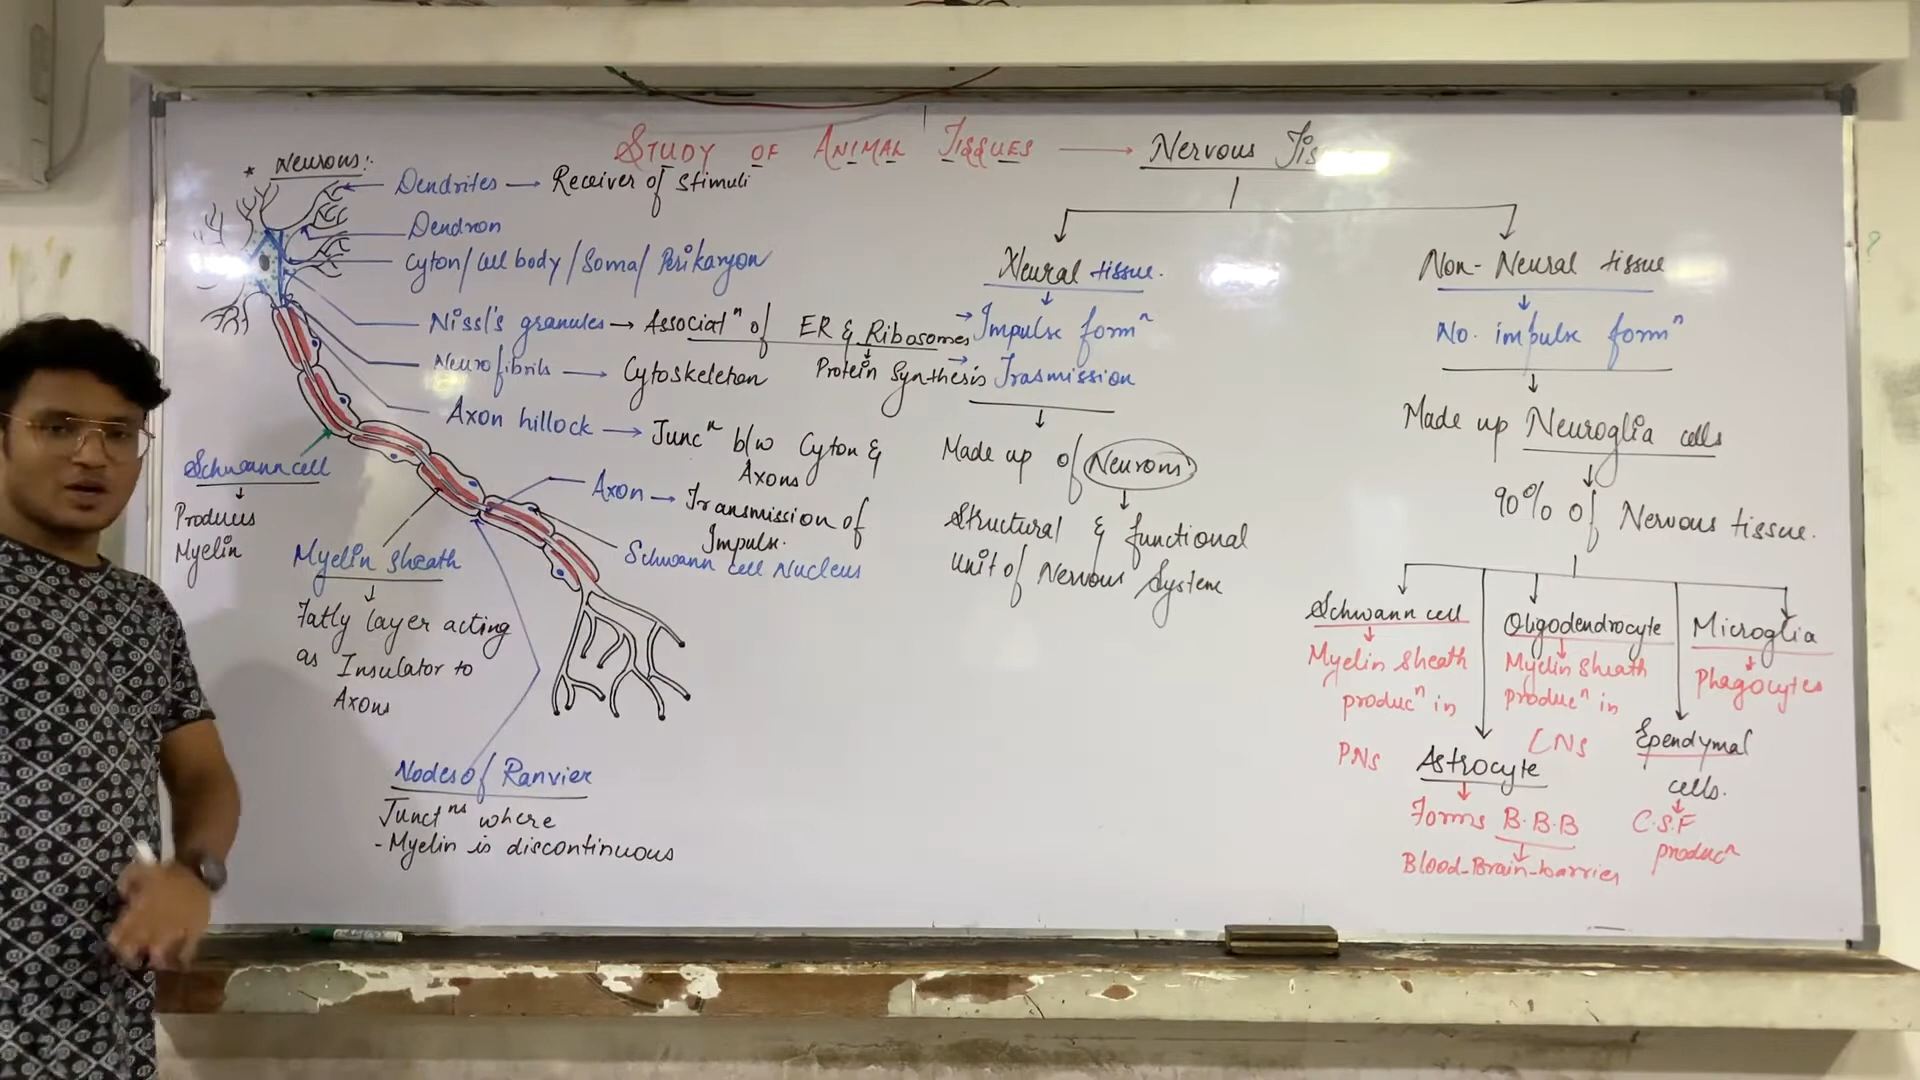 STUDY OF ANIMAL TISSUES → Nervous Tis
* Neurons:-
Dendrites → Receiver of Stimuli
Dendron
Cyton/Cell body/Soma/Perikaryon
Nissl's granules → Associatⁿ of ER & Ribosomes
Protein Synthesis
Neurofibrils → Cytoskeleton
Axon hillock → Juncⁿ b/w Cyton &
Axons
Axon → Transmission of
Impulse.
Schwann cell Nucleus
Schwann cell
Produces
Myelin
Myelin Sheath
Fatly layer acting
as Insulator to
Axons
Nodes of Ranvier
Junctⁿˢ where
- Myelin is discontinuous
Neural tissue.
→ Impulse formⁿ
→ Trasmission
Made up of Neurons
Structural & functional
Unit of Nervous System
Non-Neural tissue
No. impulse formⁿ
Made up Neuroglia cells
90% of Nervous tissue.
Schwann cell
Myelin Sheath
producⁿ in
PNs
Astrocyte
Forms B.B.B
Blood-Brain-barrier
Oligodendrocyte
Myelin Sheath
producⁿ in
CNs
Ependymal
cells.
C.S.F
producⁿ
Microglia
Phagocytes